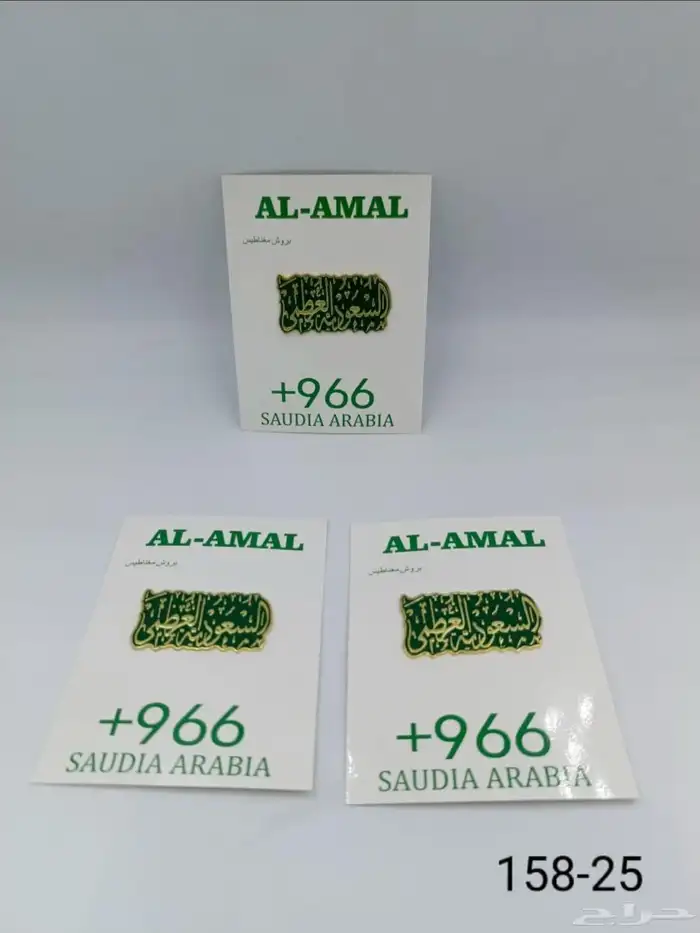 AL-AMAL
بروش مغناطيس
السعودية العظمى
+966
SAUDIA ARABIA
AL-AMAL
بروش مغناطيس
السعودية العظمى
+966
SAUDIA ARABIA
AL-AMAL
بروش مغناطيس
السعودية العظمى
+966
SAUDIA ARABIA
158-25
حراج